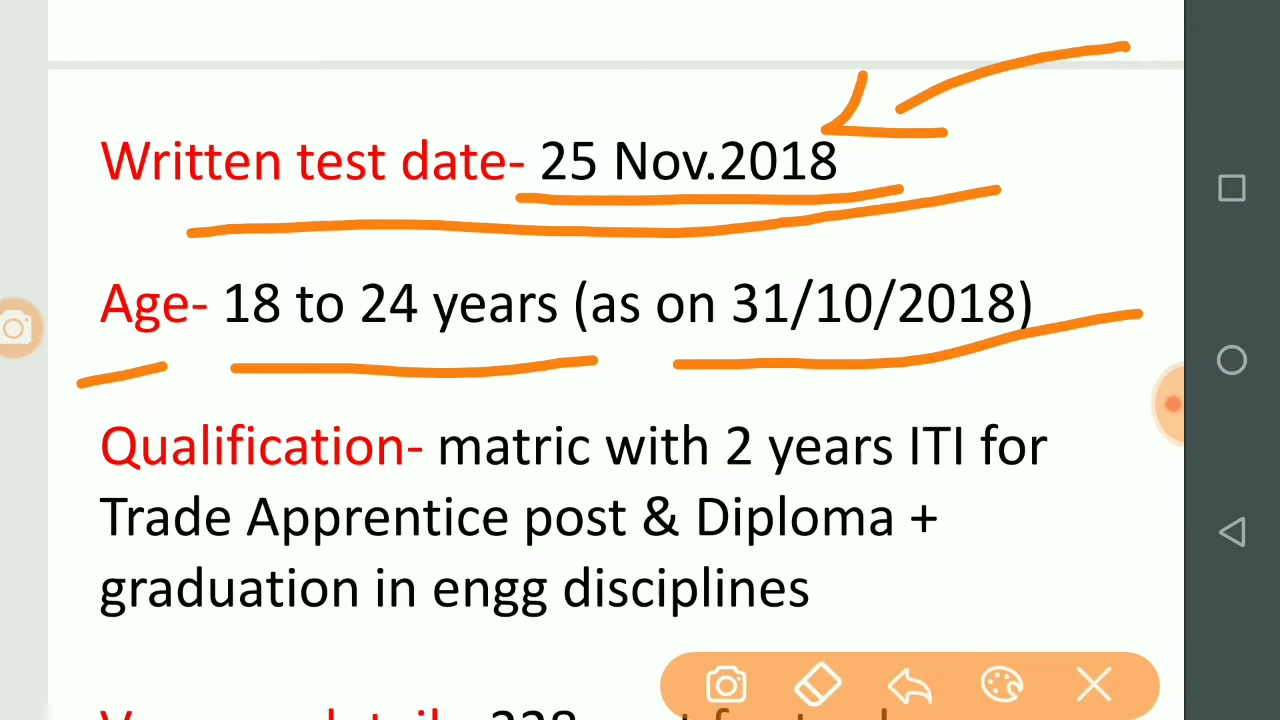 Written test date- 25 Nov.2018
Age- 18 to 24 years (as on 31/10/2018)
Qualification- matric with 2 years ITI for
Trade Apprentice post & Diploma +
graduation in engg disciplines